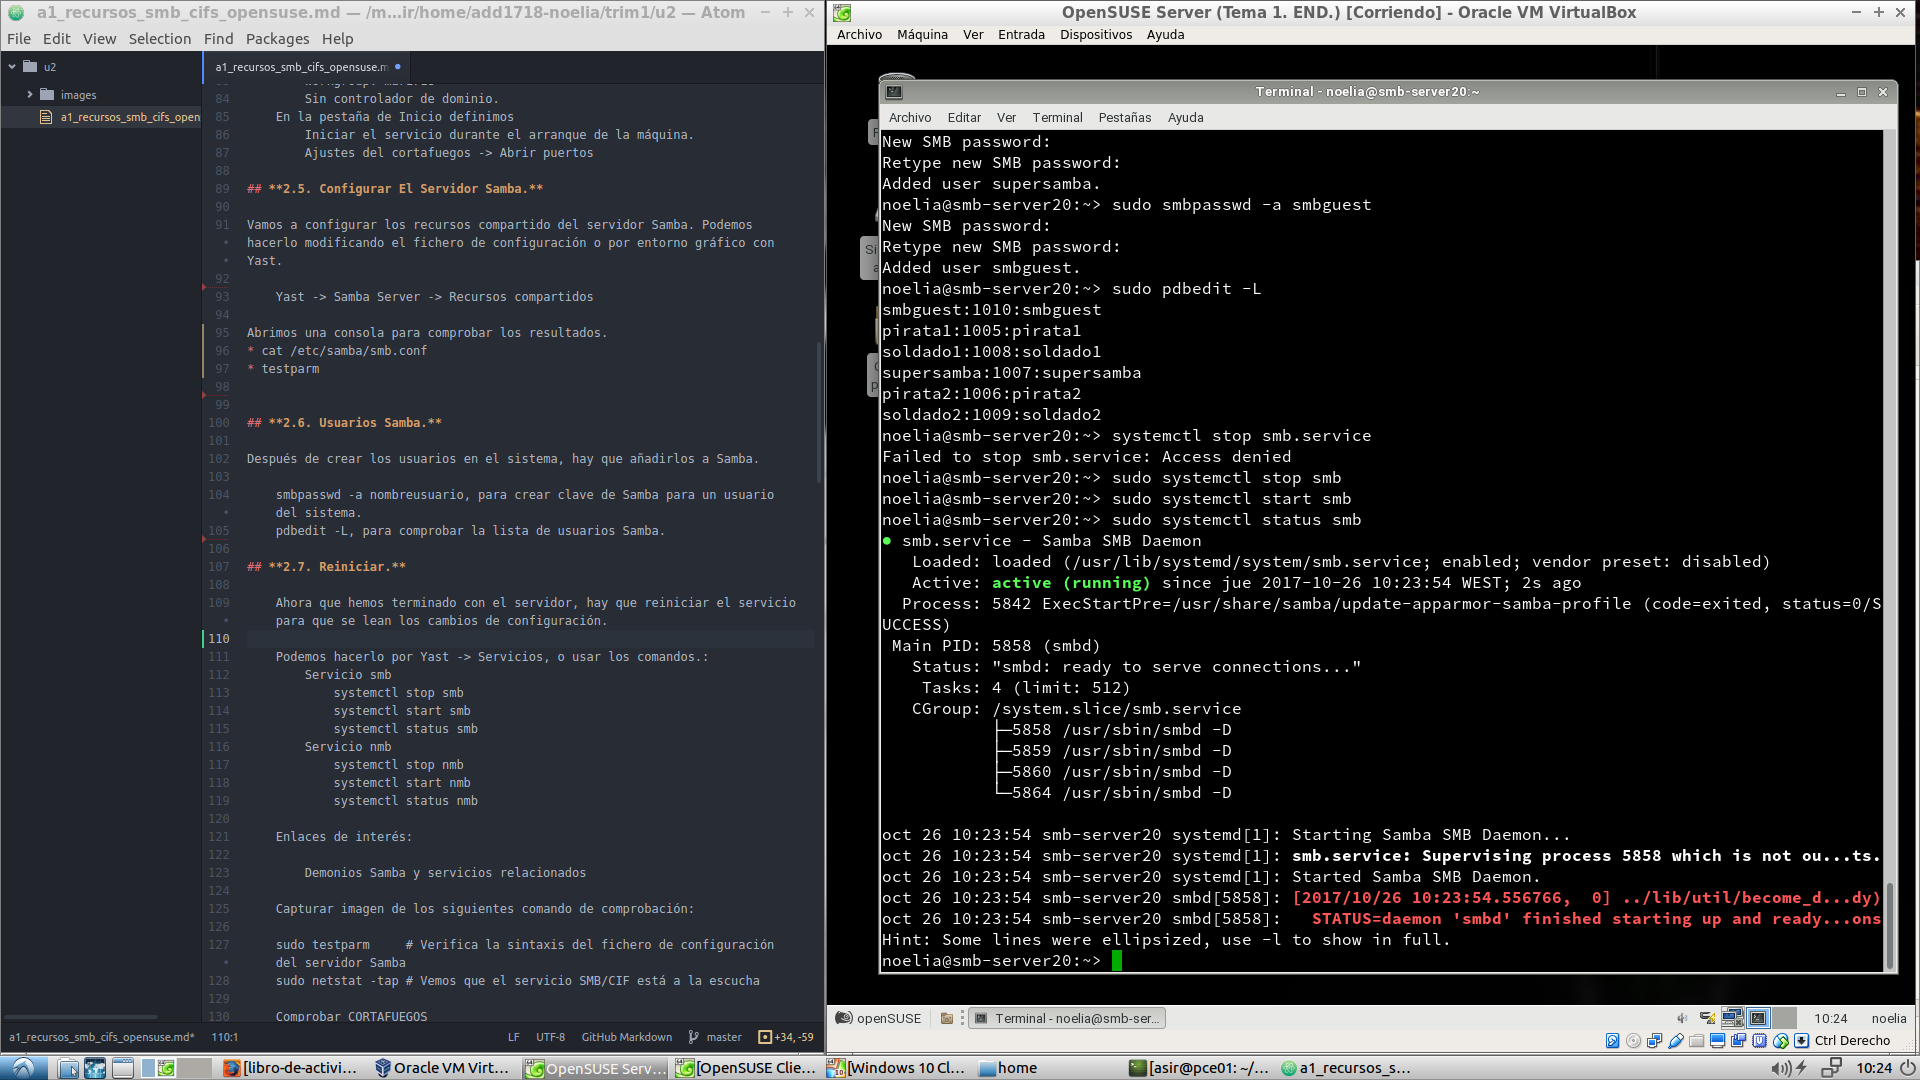 a1_recursos_smb_cifs_opensuse.md — /m...ir/home/add1718-noelia/trim1/u2 — Atom
File Edit View Selection Find Packages Help
u2
images
a1_recursos_smb_cifs_open
a1_recursos_smb_cifs_opensuse.m
84 Sin controlador de dominio.
85 En la pestaña de Inicio definimos
86 Iniciar el servicio durante el arranque de la máquina.
87 Ajustes del cortafuegos -> Abrir puertos
88
89 ## **2.5. Configurar El Servidor Samba.**
90
91 Vamos a configurar los recursos compartido del servidor Samba. Podemos
• hacerlo modificando el fichero de configuración o por entorno gráfico con
• Yast.
92
93 Yast -> Samba Server -> Recursos compartidos
94
95 Abrimos una consola para comprobar los resultados.
96 * cat /etc/samba/smb.conf
97 * testparm
98
99
100 ## **2.6. Usuarios Samba.**
101
102 Después de crear los usuarios en el sistema, hay que añadirlos a Samba.
103
104 smbpasswd -a nombreusuario, para crear clave de Samba para un usuario
• del sistema.
105 pdbedit -L, para comprobar la lista de usuarios Samba.
106
107 ## **2.7. Reiniciar.**
108
109 Ahora que hemos terminado con el servidor, hay que reiniciar el servicio
• para que se lean los cambios de configuración.
110
111 Podemos hacerlo por Yast -> Servicios, o usar los comandos.:
112 Servicio smb
113 systemctl stop smb
114 systemctl start smb
115 systemctl status smb
116 Servicio nmb
117 systemctl stop nmb
118 systemctl start nmb
119 systemctl status nmb
120
121 Enlaces de interés:
122
123 Demonios Samba y servicios relacionados
124
125 Capturar imagen de los siguientes comando de comprobación:
126
127 sudo testparm # Verifica la sintaxis del fichero de configuración
• del servidor Samba
128 sudo netstat -tap # Vemos que el servicio SMB/CIF está a la escucha
129
130 Comprobar CORTAFUEGOS
a1_recursos_smb_cifs_opensuse.md* 110:1 LF UTF-8 GitHub Markdown master +34, -59
OpenSUSE Server (Tema 1. END.) [Corriendo] - Oracle VM VirtualBox
Archivo Máquina Ver Entrada Dispositivos Ayuda
Terminal - noelia@smb-server20:~
Archivo Editar Ver Terminal Pestañas Ayuda
New SMB password:
Retype new SMB password:
Added user supersamba.
noelia@smb-server20:~> sudo smbpasswd -a smbguest
New SMB password:
Retype new SMB password:
Added user smbguest.
noelia@smb-server20:~> sudo pdbedit -L
smbguest:1010:smbguest
pirata1:1005:pirata1
soldado1:1008:soldado1
supersamba:1007:supersamba
pirata2:1006:pirata2
soldado2:1009:soldado2
noelia@smb-server20:~> systemctl stop smb.service
Failed to stop smb.service: Access denied
noelia@smb-server20:~> sudo systemctl stop smb
noelia@smb-server20:~> sudo systemctl start smb
noelia@smb-server20:~> sudo systemctl status smb
● smb.service - Samba SMB Daemon
Loaded: loaded (/usr/lib/systemd/system/smb.service; enabled; vendor preset: disabled)
Active: active (running) since jue 2017-10-26 10:23:54 WEST; 2s ago
Process: 5842 ExecStartPre=/usr/share/samba/update-apparmor-samba-profile (code=exited, status=0/S
UCCESS)
Main PID: 5858 (smbd)
Status: "smbd: ready to serve connections..."
Tasks: 4 (limit: 512)
CGroup: /system.slice/smb.service
├─5858 /usr/sbin/smbd -D
├─5859 /usr/sbin/smbd -D
├─5860 /usr/sbin/smbd -D
└─5864 /usr/sbin/smbd -D
oct 26 10:23:54 smb-server20 systemd[1]: Starting Samba SMB Daemon...
oct 26 10:23:54 smb-server20 systemd[1]: smb.service: Supervising process 5858 which is not ou...ts.
oct 26 10:23:54 smb-server20 systemd[1]: Started Samba SMB Daemon.
oct 26 10:23:54 smb-server20 smbd[5858]: [2017/10/26 10:23:54.556766, 0] ../lib/util/become_d...dy)
oct 26 10:23:54 smb-server20 smbd[5858]: STATUS=daemon 'smbd' finished starting up and ready...ons
Hint: Some lines were ellipsized, use -l to show in full.
noelia@smb-server20:~>
openSUSE Terminal - noelia@smb-ser... 10:24 noelia
Ctrl Derecho
[libro-de-activi... Oracle VM Virt... [OpenSUSE Serv... [OpenSUSE Clie... [Windows 10 Cl... home [asir@pce01: ~/... a1_recursos_s... 10:24